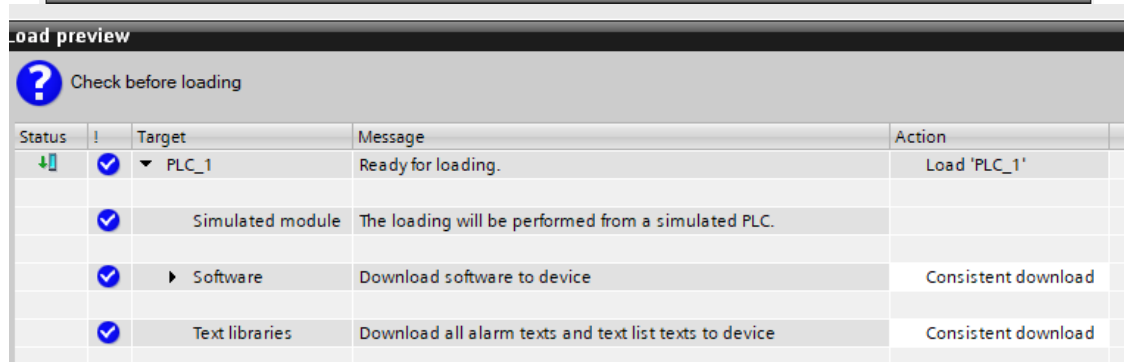 Load preview
?
Check before loading
Status ! Target Message Action
PLC_1 Ready for loading. Load 'PLC_1'
Simulated module The loading will be performed from a simulated PLC.
Software Download software to device Consistent download
Text libraries Download all alarm texts and text list texts to device Consistent download